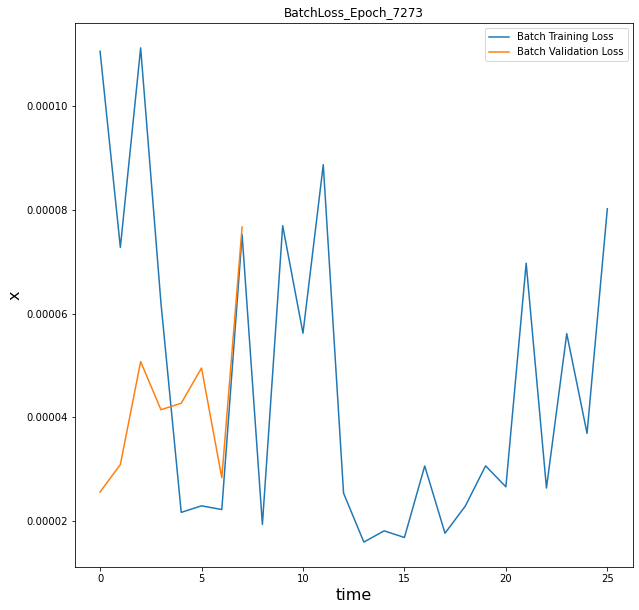 BatchLoss_Epoch_7273
Batch Training Loss
Batch Validation Loss
0.00010
0.00008
0.00006
0.00004
0.00002
x
0
5
10
15
20
25
time